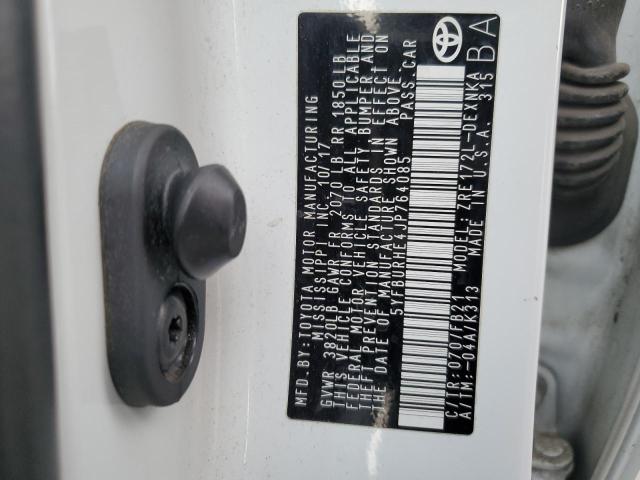 MFD. BY: TOYOTA MOTOR MANUFACTURING
MISSISSIPPI INC. 10/17
GVWR 3820LB GAWR FR 2070LB RR 1850LB
THIS VEHICLE CONFORMS TO ALL APPLICABLE
FEDERAL MOTOR VEHICLE SAFETY BUMPER, AND
THEFT PREVENTION STANDARDS IN EFFECT ON
THE DATE OF MANUFACTURE SHOWN ABOVE.
5YFBURHE4JP764085 PASS. CAR
C/TR: 070/FB21 MODEL: ZRE172L-DEXNKA
A/TM: -04A/K313 MADE IN U.S.A. 315
BA